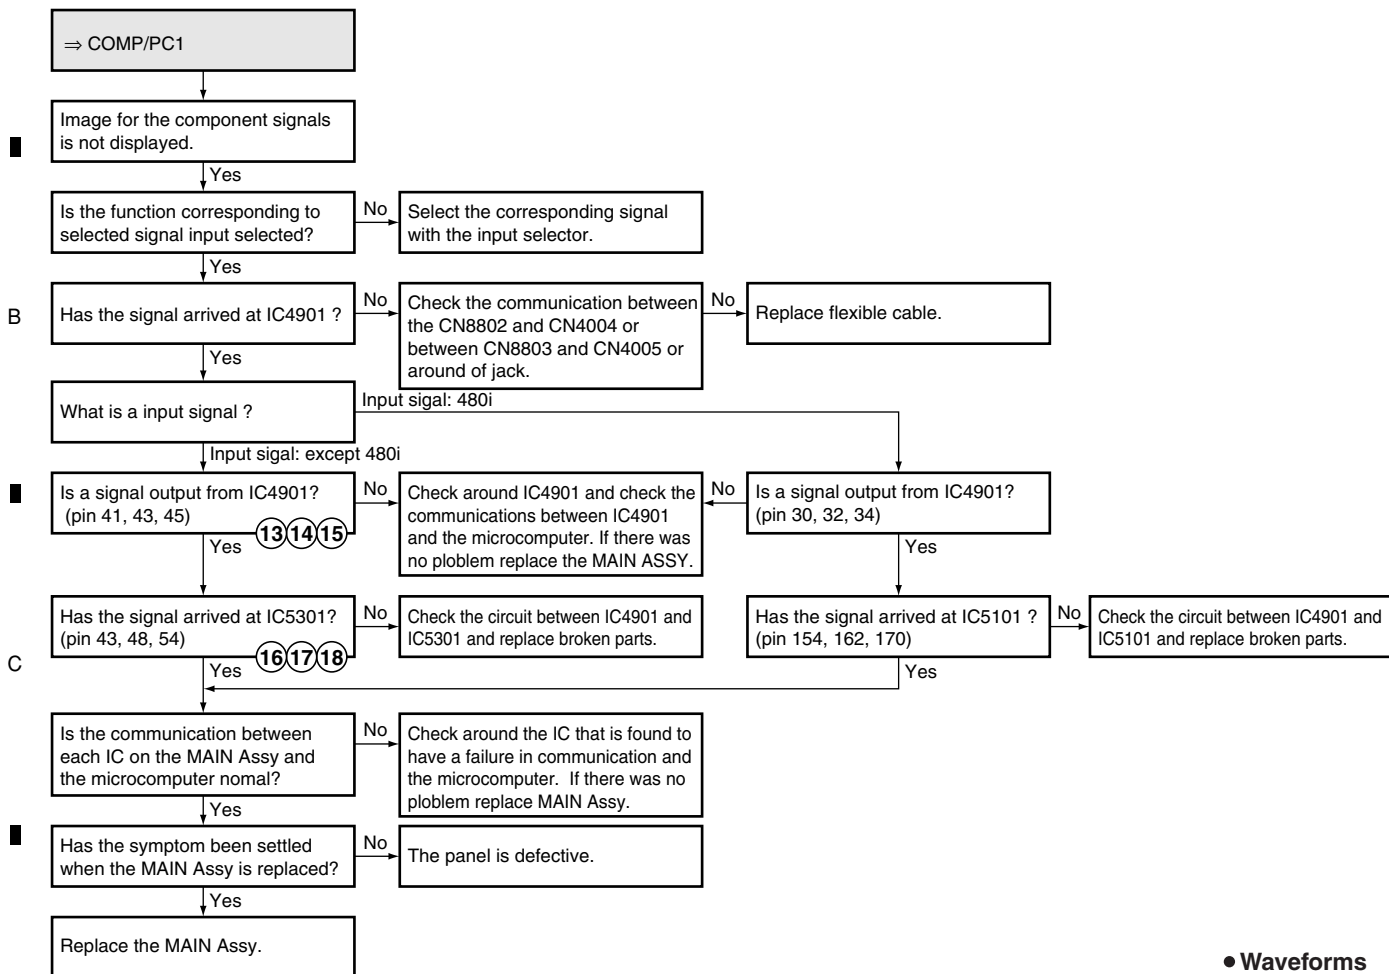 ⇒ COMP/PC1
Image for the component signals
is not displayed.
Yes
Is the function corresponding to
selected signal input selected?
No
Select the corresponding signal
with the input selector.
Yes
B
Has the signal arrived at IC4901 ?
No
Check the communication between
the CN8802 and CN4004 or
between CN8803 and CN4005 or
around of jack.
No
Replace flexible cable.
Yes
What is a input signal ?
Input sigal: 480i
Input sigal: except 480i
Is a signal output from IC4901?
(pin 41, 43, 45)
13 14 15
No
Check around IC4901 and check the
communications between IC4901
and the microcomputer. If there was
no ploblem replace the MAIN ASSY.
No
Is a signal output from IC4901?
(pin 30, 32, 34)
Yes
Yes
Has the signal arrived at IC5301?
(pin 43, 48, 54)
16 17 18
No
Check the circuit between IC4901 and
IC5301 and replace broken parts.
Has the signal arrived at IC5101 ?
(pin 154, 162, 170)
No
Check the circuit between IC4901 and
IC5101 and replace broken parts.
C
Yes
Yes
Is the communication between
each IC on the MAIN Assy and
the microcomputer nomal?
No
Check around the IC that is found to
have a failure in communication and
the microcomputer. If there was no
ploblem replace MAIN Assy.
Yes
Has the symptom been settled
when the MAIN Assy is replaced?
No
The panel is defective.
Yes
Replace the MAIN Assy.
• Waveforms